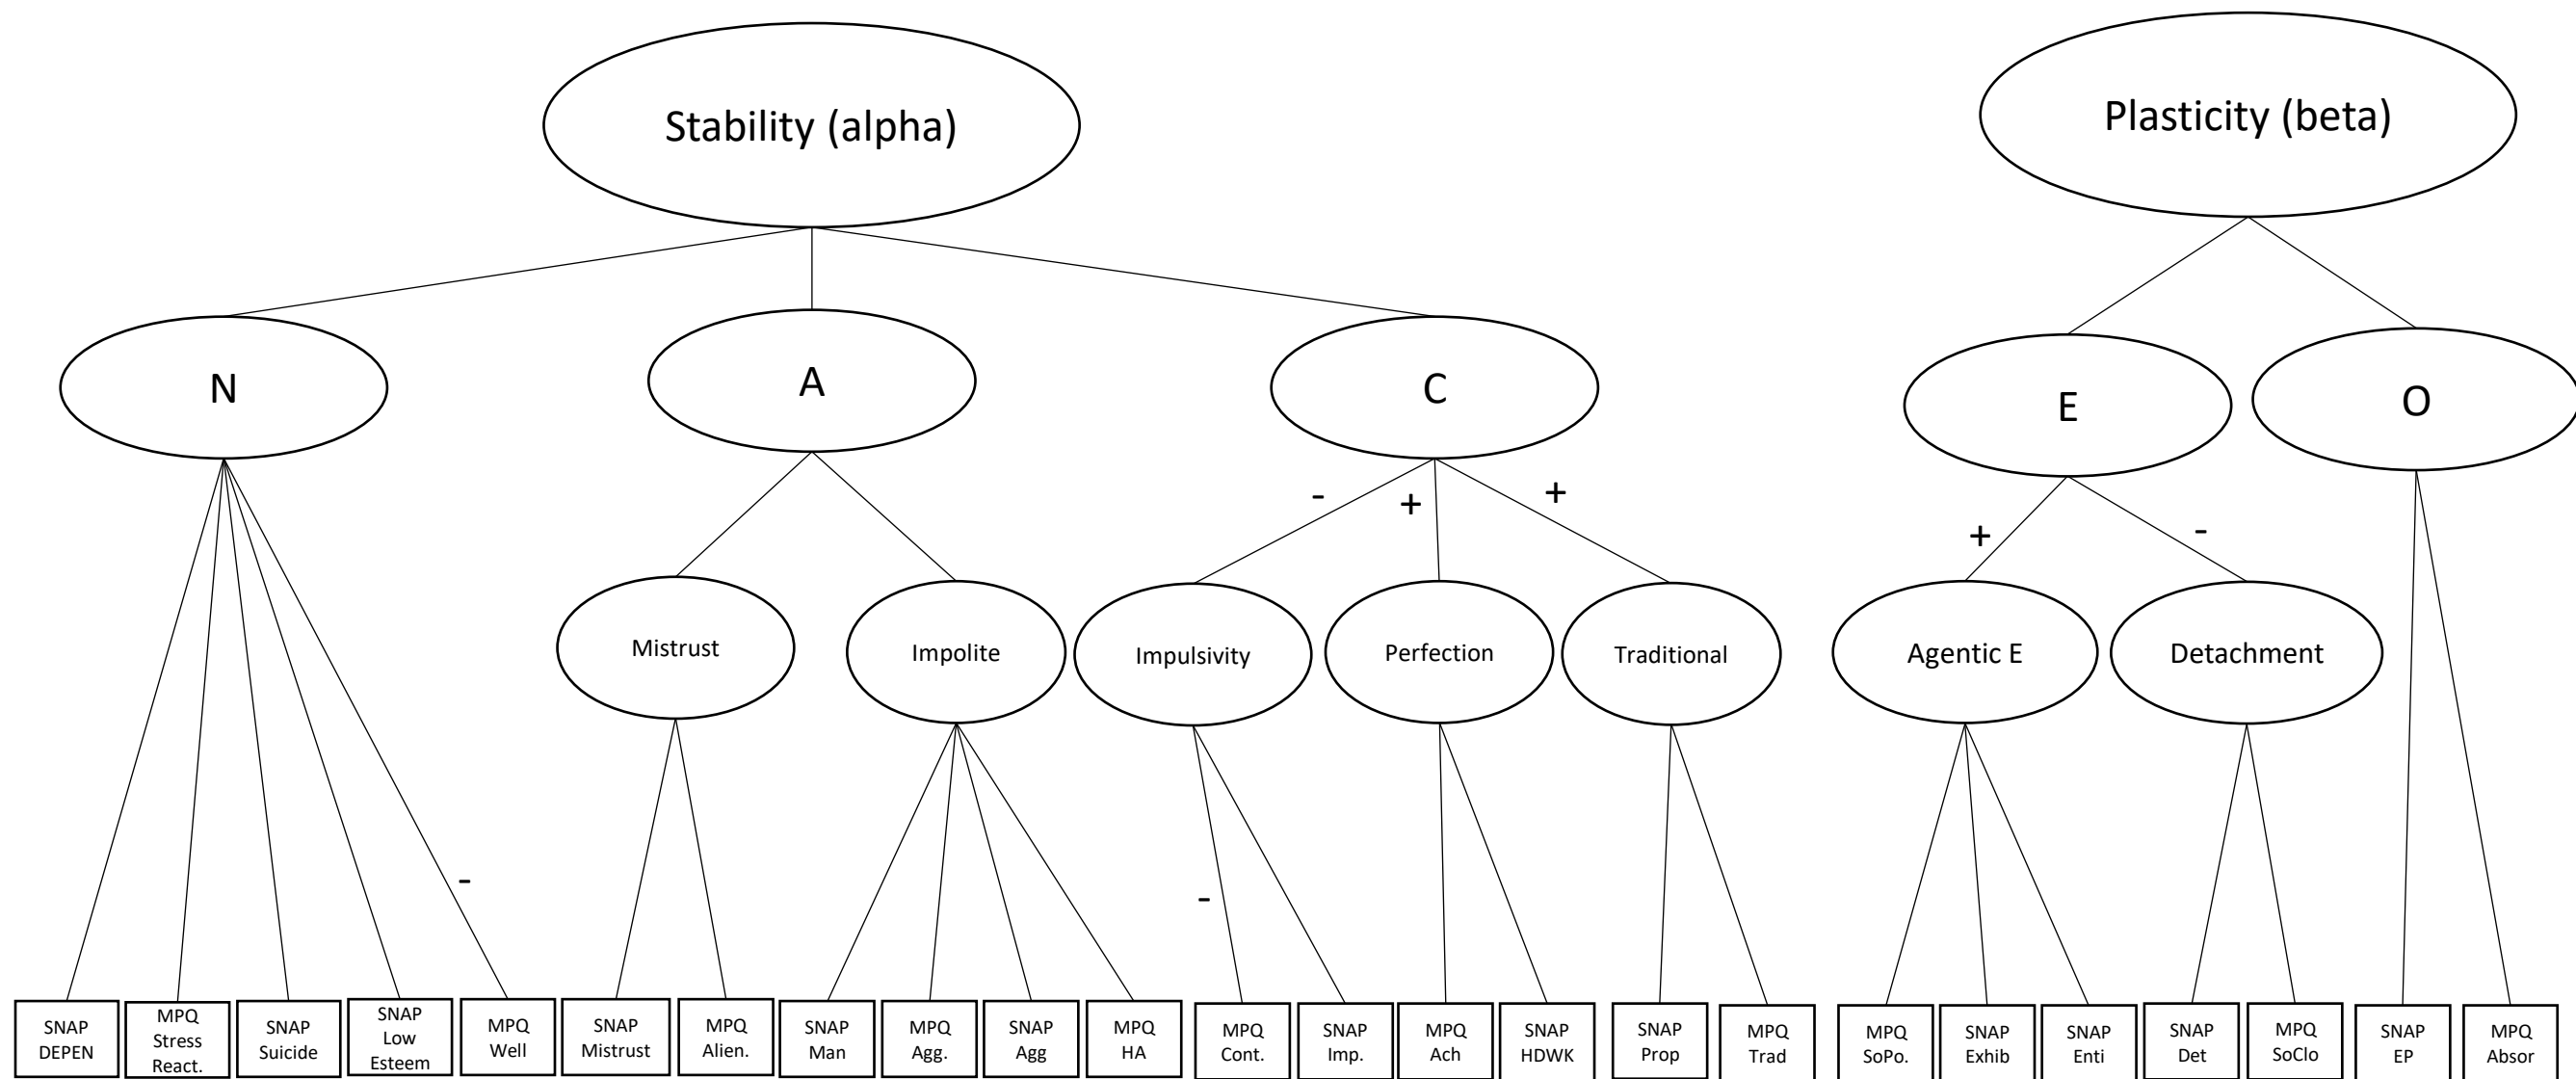 Stability (alpha)
Plasticity (beta)
N
A
C
E
O
-
+
+
+
-
Mistrust
Impolite
Impulsivity
Perfection
Traditional
Agentic E
Detachment
-
-
SNAP
DEPEN
MPQ
Stress
React.
SNAP
Suicide
SNAP
Low
Esteem
MPQ
Well
SNAP
Mistrust
MPQ
Alien.
SNAP
Man
MPQ
Agg.
SNAP
Agg
MPQ
HA
MPQ
Cont.
SNAP
Imp.
MPQ
Ach
SNAP
HDWK
SNAP
Prop
MPQ
Trad
MPQ
SoPo.
SNAP
Exhib
SNAP
Enti
SNAP
Det
MPQ
SoClo
SNAP
EP
MPQ
Absor